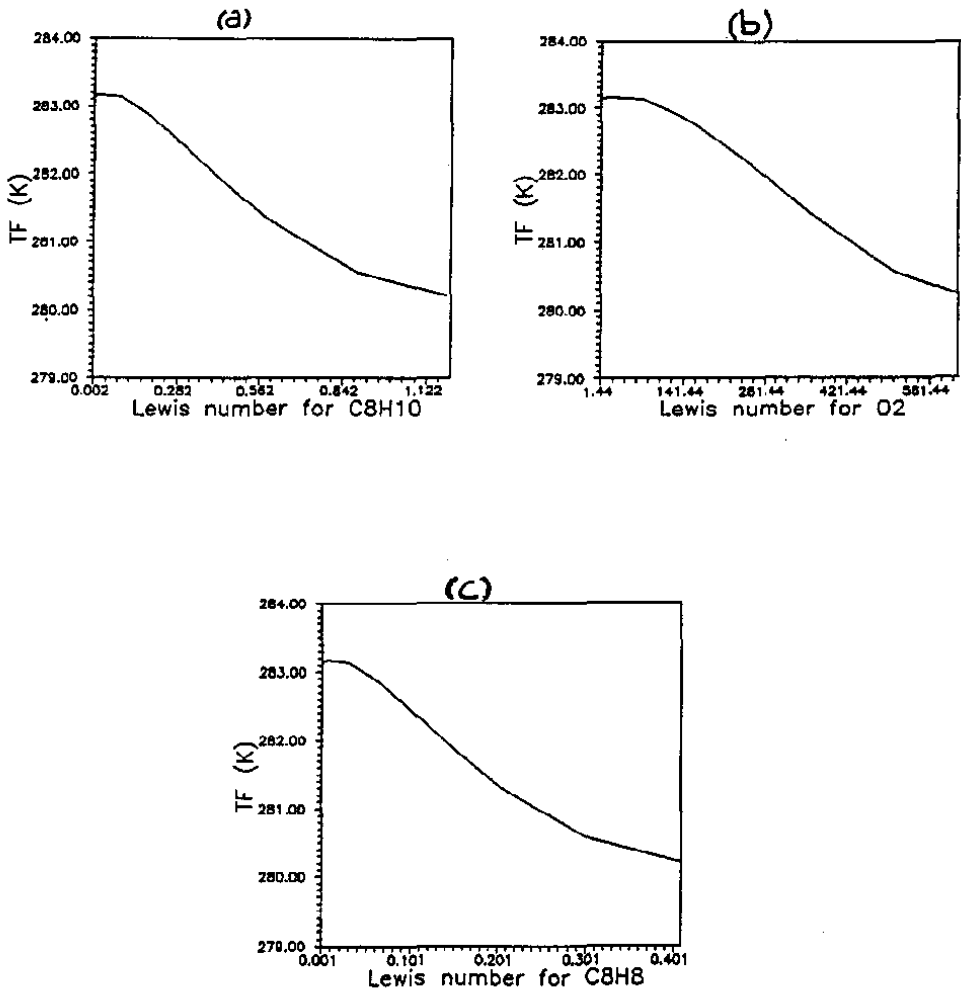 (a)
284.00
283.00
282.00
281.00
280.00
279.00
TF (K)
0.002 0.282 0.562 0.842 1.122
Lewis number for C8H10
(b)
284.00
283.00
282.00
281.00
280.00
279.00
TF (K)
1.44 141.44 281.44 421.44 561.44
Lewis number for O2
(c)
284.00
283.00
282.00
281.00
280.00
279.00
TF (K)
0.001 0.101 0.201 0.301 0.401
Lewis number for C8H8